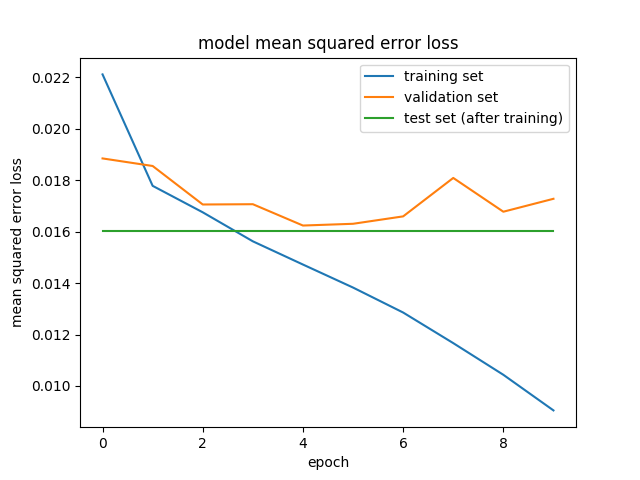 model mean squared error loss
training set
validation set
test set (after training)
mean squared error loss
0.022
0.020
0.018
0.016
0.014
0.012
0.010
0 2 4 6 8
epoch